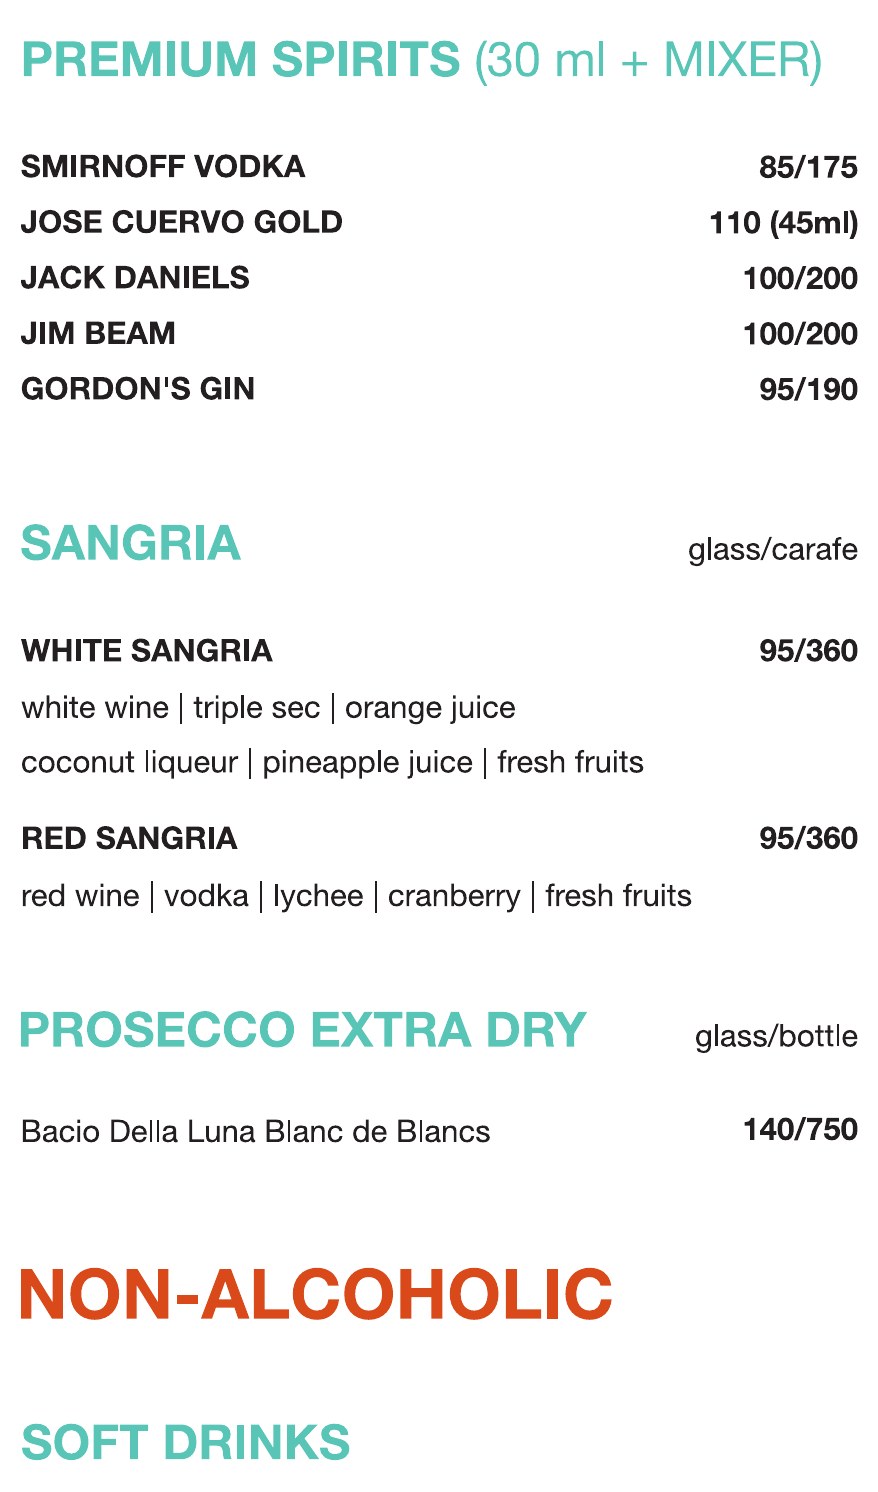 PREMIUM SPIRITS (30 ml + MIXER)
SMIRNOFF VODKA 85/175
JOSE CUERVO GOLD 110 (45ml)
JACK DANIELS 100/200
JIM BEAM 100/200
GORDON'S GIN 95/190
SANGRIA glass/carafe
WHITE SANGRIA 95/360
white wine | triple sec | orange juice
coconut liqueur | pineapple juice | fresh fruits
RED SANGRIA 95/360
red wine | vodka | lychee | cranberry | fresh fruits
PROSECCO EXTRA DRY glass/bottle
Bacio Della Luna Blanc de Blancs 140/750
NON-ALCOHOLIC
SOFT DRINKS